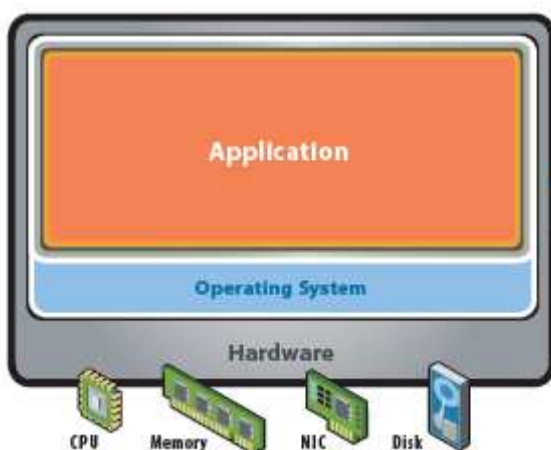 Application
Operating System
Hardware
CPU Memory NIC Disk